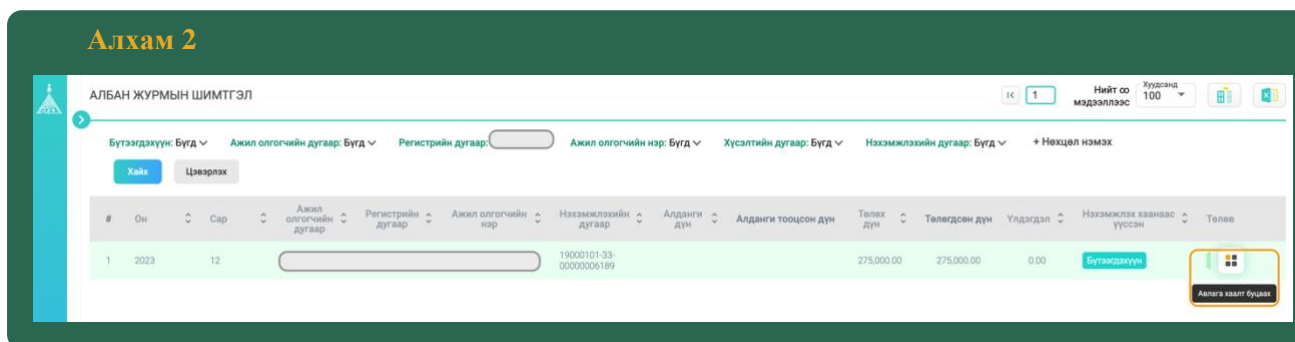 Алхам 2
АЛБАН ЖУРМЫН ШИМТГЭЛ
1
Нийт ꝏ мэдээллээс
Хуудсанд
100
Бүтээгдэхүүн: Бүгд
Ажил олгогчийн дугаар: Бүгд
Регистрийн дугаар:
Ажил олгогчийн нэр: Бүгд
Хүсэлтийн дугаар: Бүгд
Нэхэмжлэхийн дугаар: Бүгд
+ Нөхцөл нэмэх
Хайх
Цэвэрлэх
#
Он
Сар
Ажил
олгогчийн
дугаар
Регистрийн
дугаар
Ажил олгогчийн
нэр
Нэхэмжлэхийн
дугаар
Алданги
дүн
Алданги тооцсон дүн
Төлөх
дүн
Төлөгдсөн дүн
Үлдэгдэл
Нэхэмжлэх хаанаас
үүссэн
Төлөв
1
2023
12
19000101-33-
00000006189
275,000.00
275,000.00
0.00
Бүтээгдэхүүн
Авлага хаалт буцаах